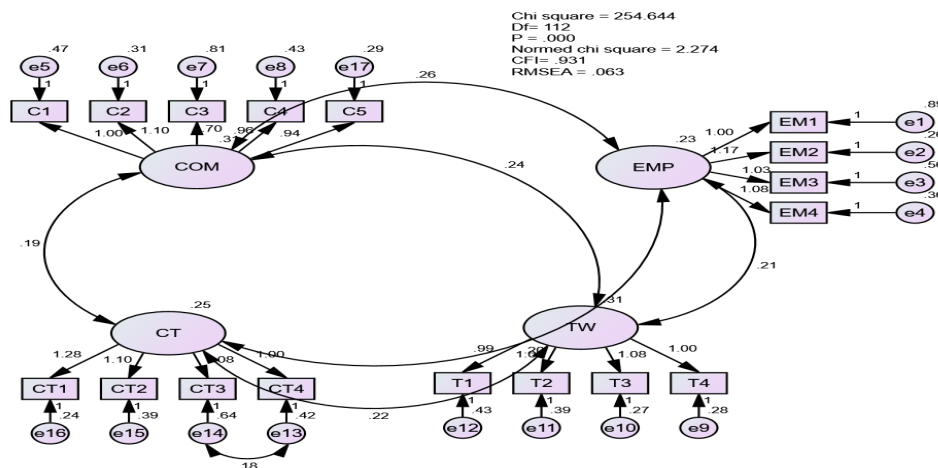 Chi square = 254.644
Df= 112
P = .000
Normed chi square = 2.274
CFI= .931
RMSEA = .063
.47 .31 .81 .43 .29
e5 e6 e7 e8 e17
1 1 1 1 1
C1 C2 C3 C4 C5
1.00 1.10 .70 .96 .94
.31
COM
.26
.24
.19
.23
EMP
1.00 EM1 1 e1
1.17 EM2 1 e2
1.03 EM3 1 e3
1.08 EM4 1 e4
.21
.25
CT
.31
TW
1.28 1.10 1.00
CT1 CT2 CT3 CT4
1 1 1 1
.24 .39 .64 .42
e16 e15 e14 e13
.18
.22
.99 1.08 1.00
T1 T2 T3 T4
1 1 1 1
.43 .39 .27 .28
e12 e11 e10 e9